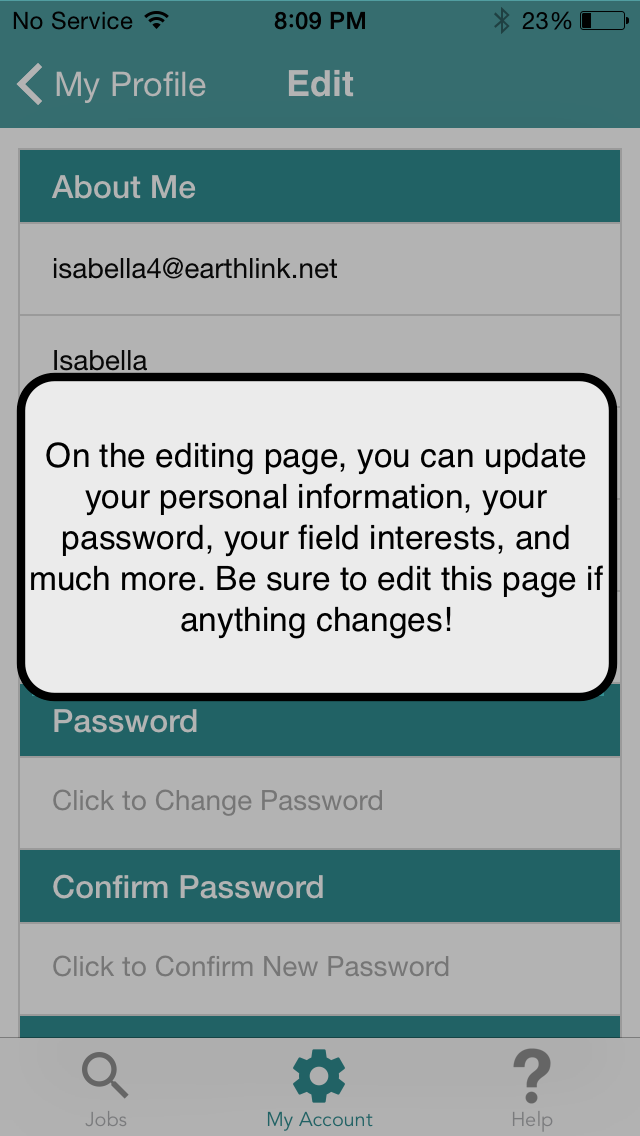 No Service 8:09 PM 23%
My Profile Edit
About Me
isabella4@earthlink.net
Isabella
On the editing page, you can update
your personal information, your
password, your field interests, and
much more. Be sure to edit this page if
anything changes!
Password
Click to Change Password
Confirm Password
Click to Confirm New Password
Jobs My Account Help